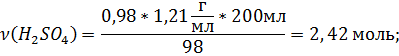 ν(H₂SO₄) = (0,98 * 1,21 г/мл * 200мл) / 98 = 2,42 моль;